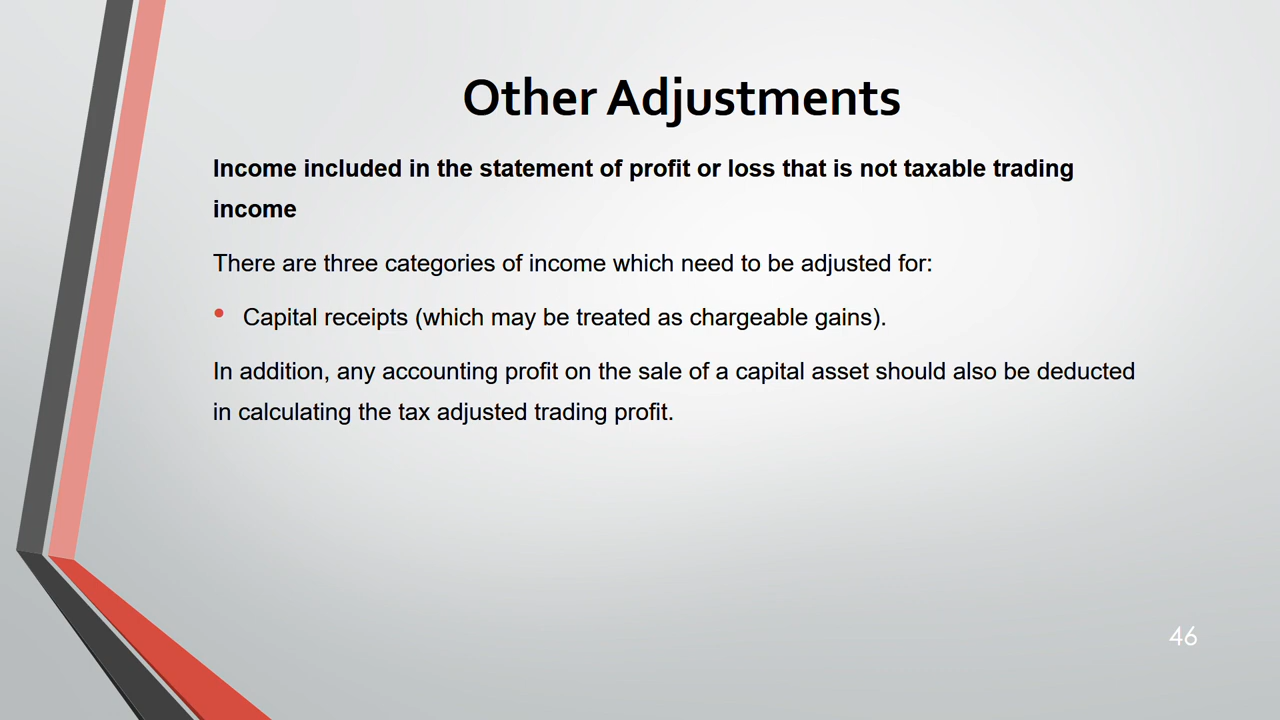 Other Adjustments
Income included in the statement of profit or loss that is not taxable trading
income
There are three categories of income which need to be adjusted for:
• Capital receipts (which may be treated as chargeable gains).
In addition, any accounting profit on the sale of a capital asset should also be deducted
in calculating the tax adjusted trading profit.
46